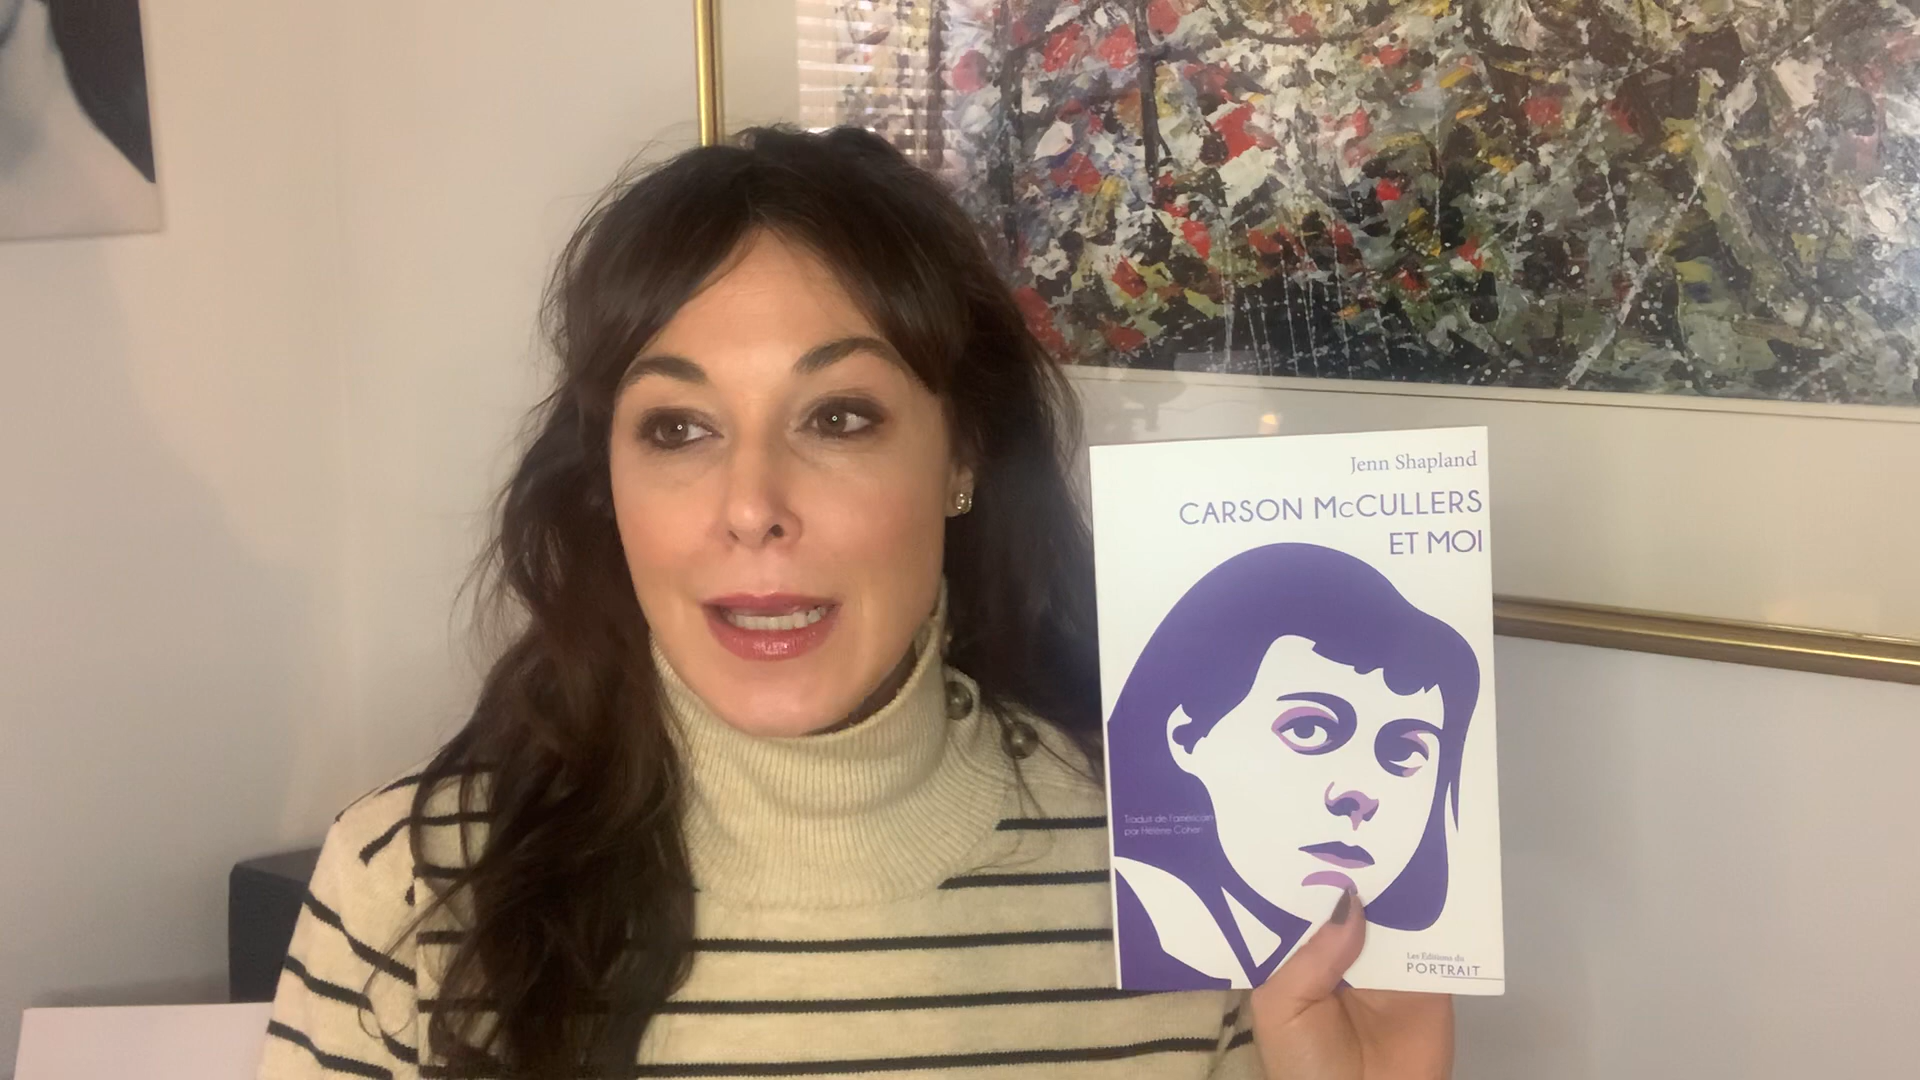 Jenn Shapland
CARSON McCULLERS
ET MOI
Traduit de l'américain
par Hélène Cohen
Les Éditions du
PORTRAIT